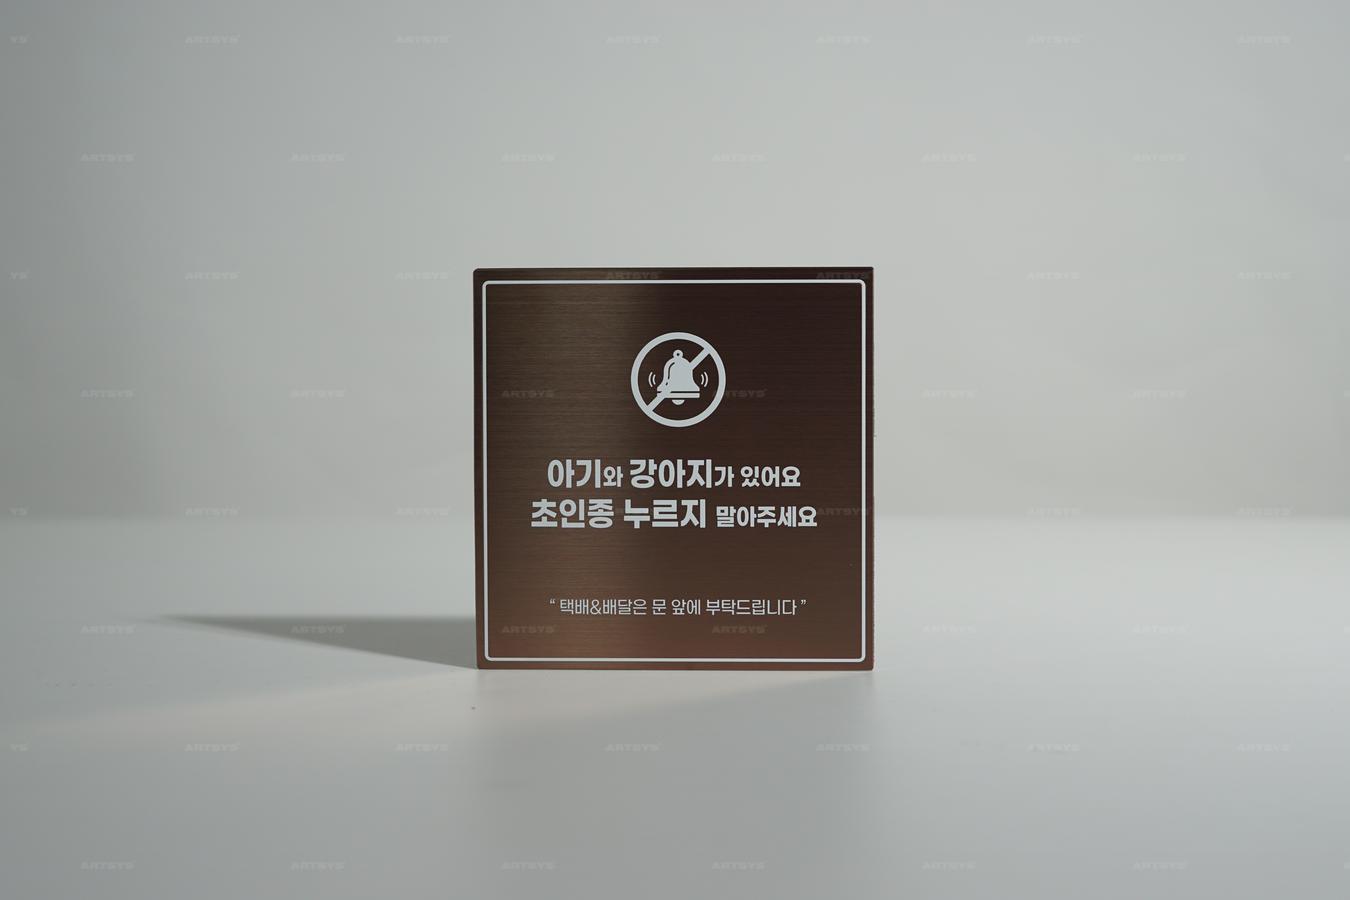 아기와 강아지가 있어요
초인종 누르지 말아주세요
“ 택배&배달은 문 앞에 부탁드립니다 ”
ARTSYS